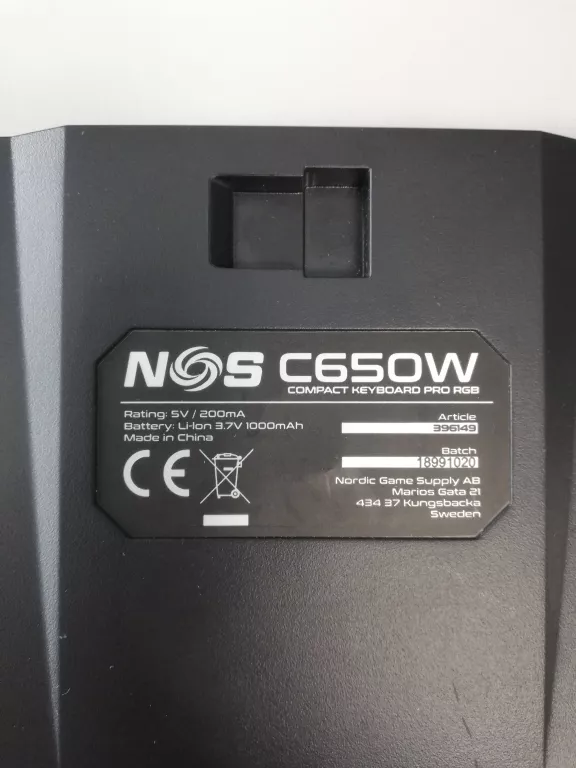 NOS C650W
COMPACT KEYBOARD PRO RGB
Rating: 5V / 200mA
Battery: Li-Ion 3.7V 1000mAh
Made in China
CE
Article
396149
Batch
18991020
Nordic Game Supply AB
Marios Gata 21
434 37 Kungsbacka
Sweden